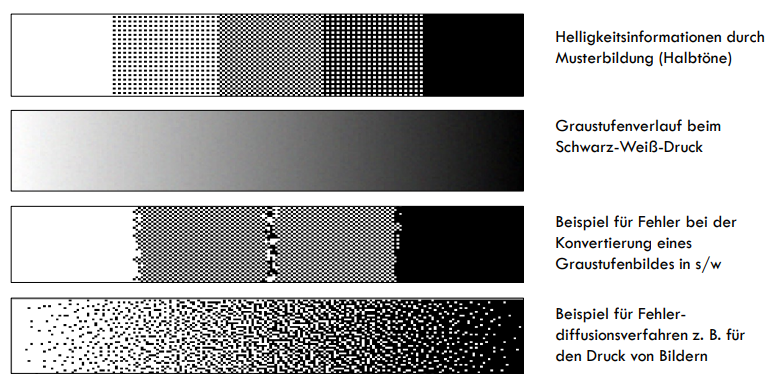 Helligkeitsinformationen durch
Musterbildung (Halbtöne)
Graustufenverlauf beim
Schwarz-Weiß-Druck
Beispiel für Fehler bei der
Konvertierung eines
Graustufenbildes in s/w
Beispiel für Fehler-
diffusionsverfahren z. B. für
den Druck von Bildern